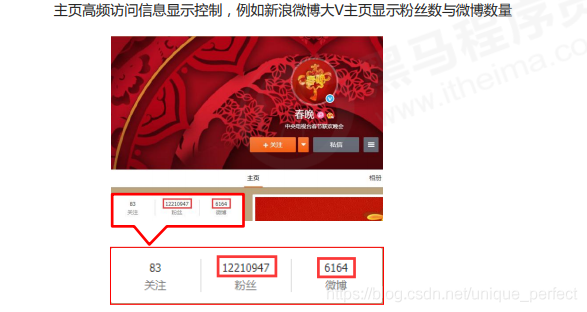 主页高频访问信息显示控制，例如新浪微博大V主页显示粉丝数与微博数量
黑马程序员
www.itheima.com
春晚
中央电视台春节联欢晚会
+关注
私信
主页
相册
83
12210947
6164
关注
粉丝
微博
83
12210947
6164
关注
粉丝
微博
https://blog.csdn.net/unique_perfect